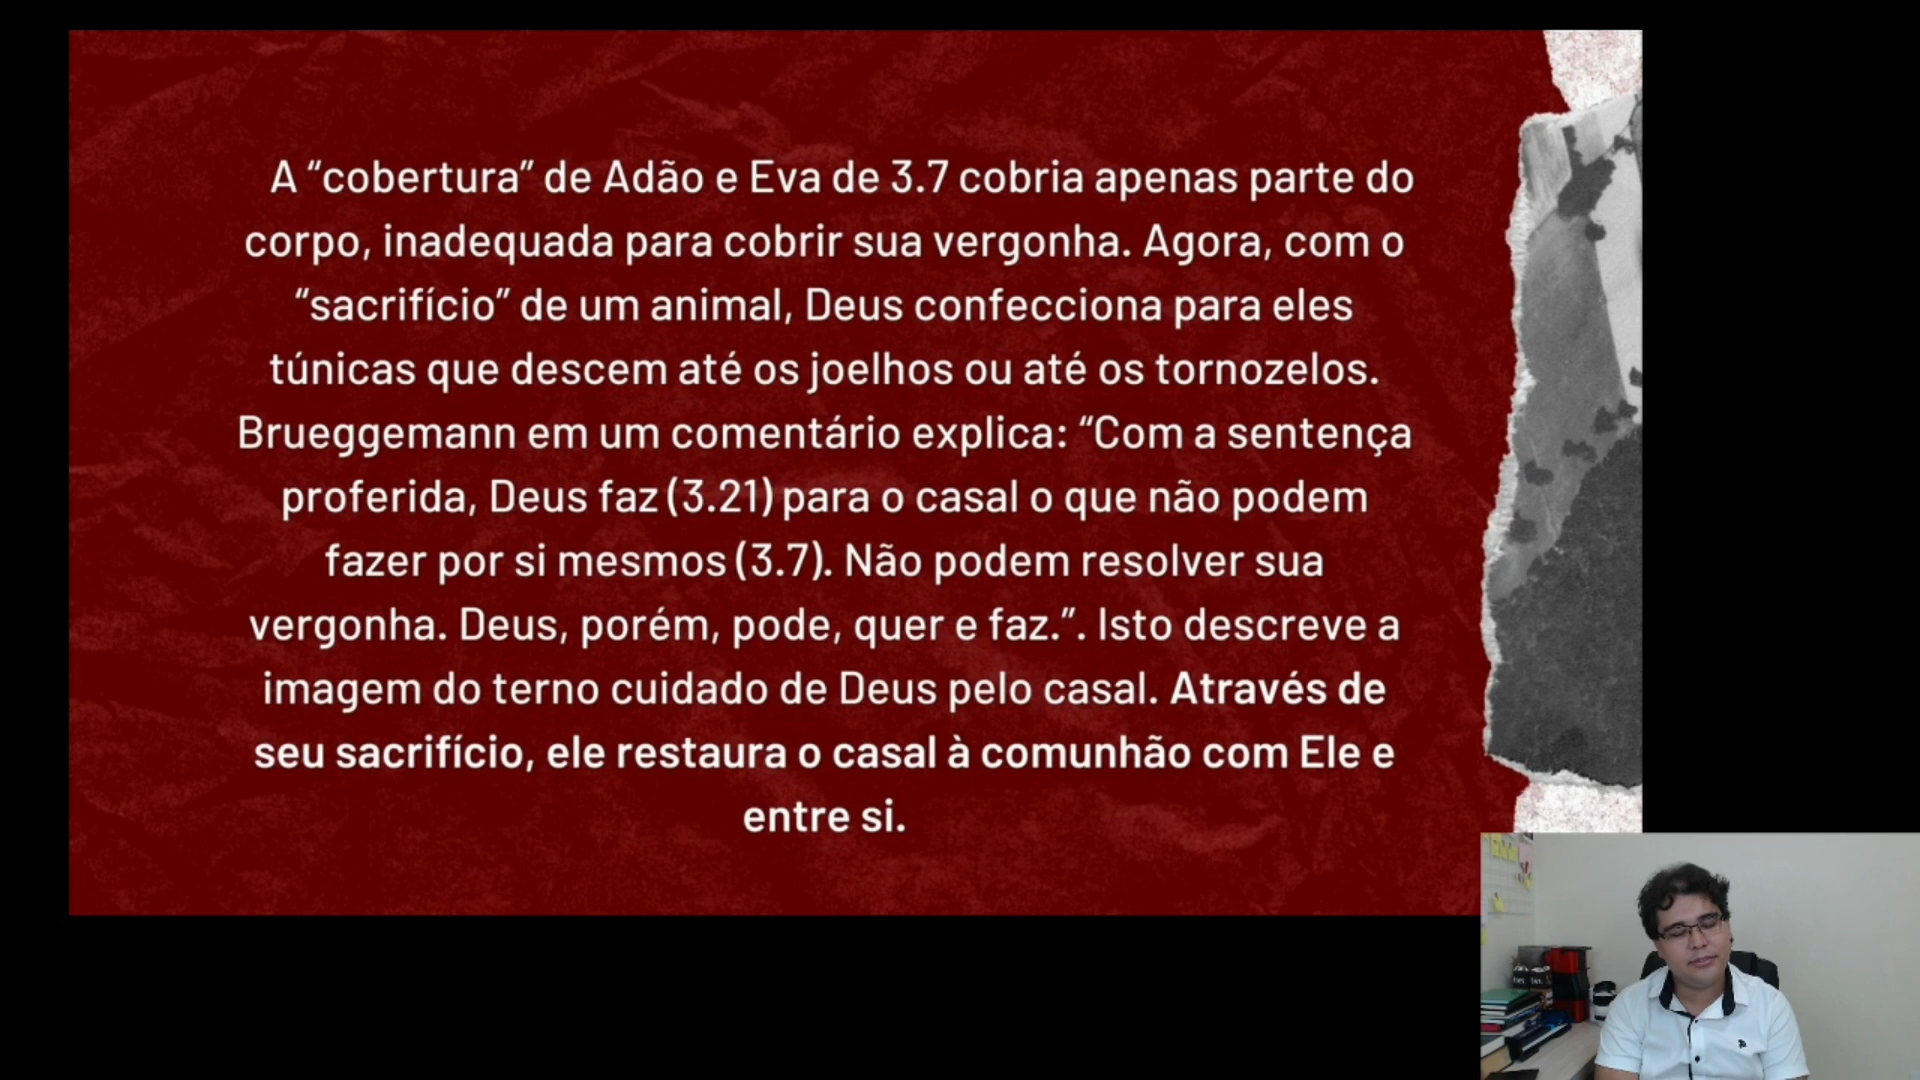 A “cobertura” de Adão e Eva de 3.7 cobria apenas parte do
corpo, inadequada para cobrir sua vergonha. Agora, com o
“sacrifício” de um animal, Deus confecciona para eles
túnicas que descem até os joelhos ou até os tornozelos.
Brueggemann em um comentário explica: “Com a sentença
proferida, Deus faz (3.21) para o casal o que não podem
fazer por si mesmos (3.7). Não podem resolver sua
vergonha. Deus, porém, pode, quer e faz.”. Isto descreve a
imagem do terno cuidado de Deus pelo casal. Através de
seu sacrifício, ele restaura o casal à comunhão com Ele e
entre si.